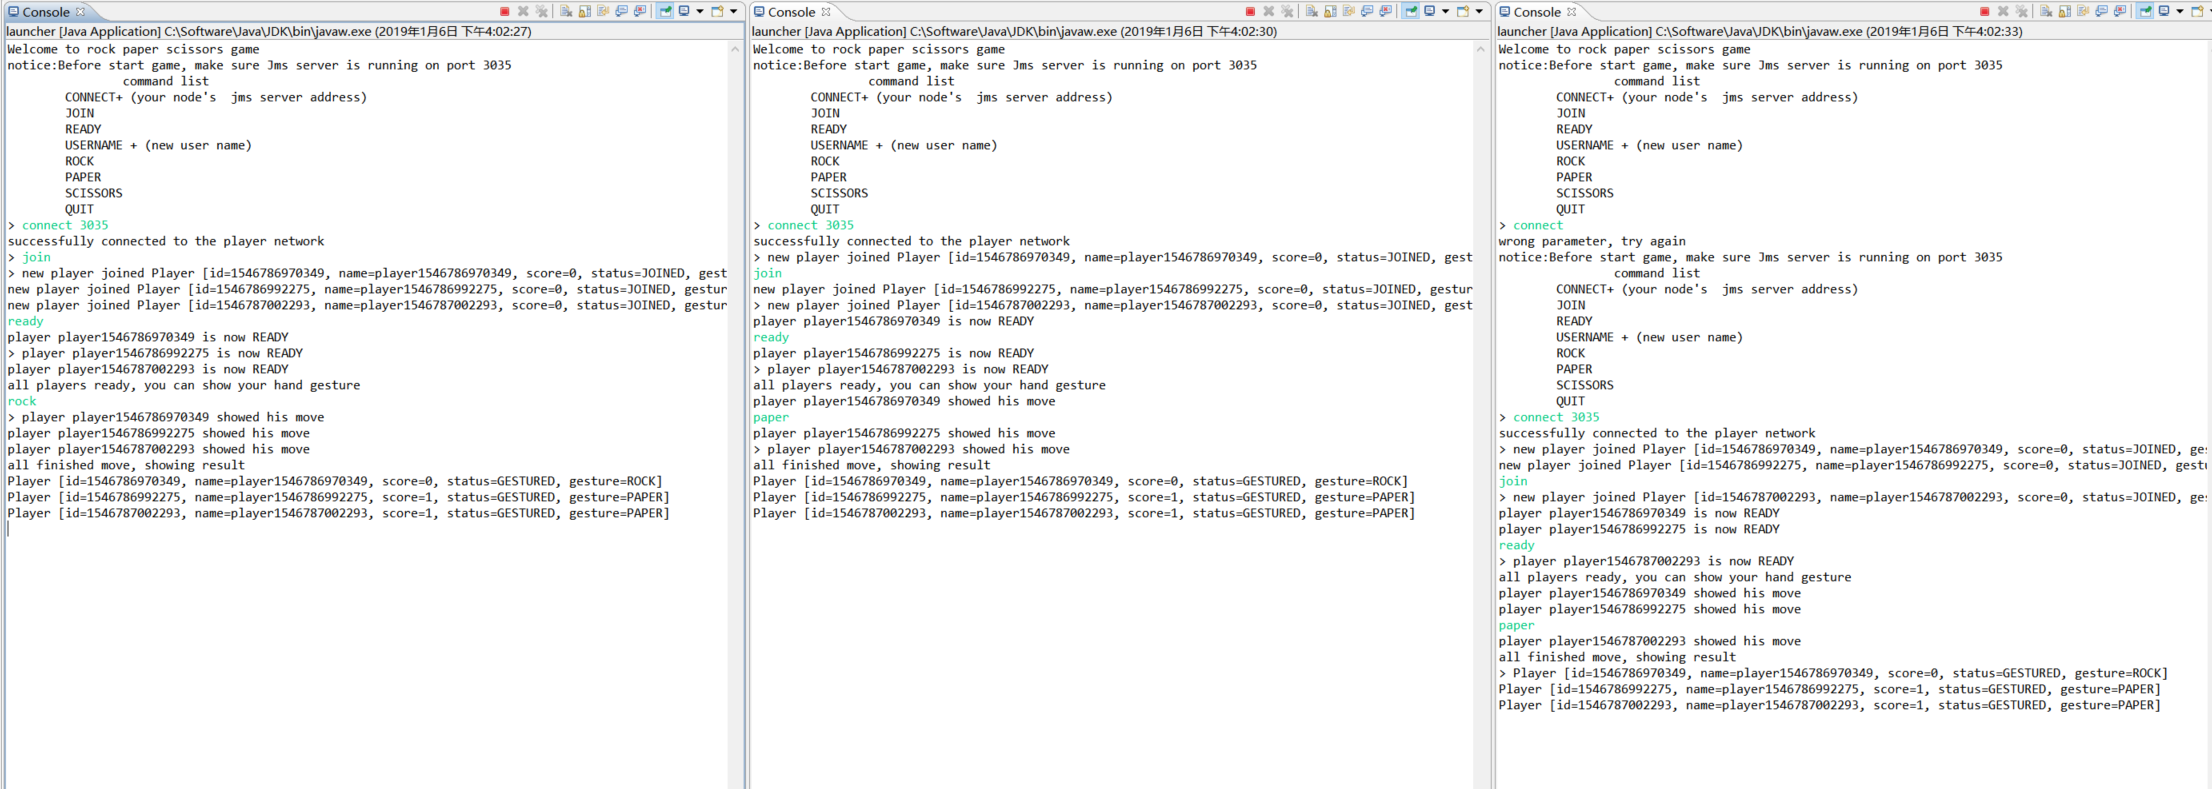 Console
launcher [Java Application] C:\Software\Java\JDK\bin\javaw.exe (2019年1月6日 下午4:02:27)
Welcome to rock paper scissors game
notice:Before start game, make sure Jms server is running on port 3035
command list
CONNECT+ (your node's  jms server address)
JOIN
READY
USERNAME + (new user name)
ROCK
PAPER
SCISSORS
QUIT
> connect 3035
successfully connected to the player network
> join
> new player joined Player [id=1546786970349, name=player1546786970349, score=0, status=JOINED, gest
new player joined Player [id=1546786992275, name=player1546786992275, score=0, status=JOINED, gestur
new player joined Player [id=1546787002293, name=player1546787002293, score=0, status=JOINED, gestur
ready
player player1546786970349 is now READY
> player player1546786992275 is now READY
player player1546787002293 is now READY
all players ready, you can show your hand gesture
rock
> player player1546786970349 showed his move
player player1546786992275 showed his move
player player1546787002293 showed his move
all finished move, showing result
Player [id=1546786970349, name=player1546786970349, score=0, status=GESTURED, gesture=ROCK]
Player [id=1546786992275, name=player1546786992275, score=1, status=GESTURED, gesture=PAPER]
Player [id=1546787002293, name=player1546787002293, score=1, status=GESTURED, gesture=PAPER]
Console
launcher [Java Application] C:\Software\Java\JDK\bin\javaw.exe (2019年1月6日 下午4:02:30)
Welcome to rock paper scissors game
notice:Before start game, make sure Jms server is running on port 3035
command list
CONNECT+ (your node's  jms server address)
JOIN
READY
USERNAME + (new user name)
ROCK
PAPER
SCISSORS
QUIT
> connect 3035
successfully connected to the player network
> new player joined Player [id=1546786970349, name=player1546786970349, score=0, status=JOINED, gest
join
new player joined Player [id=1546786992275, name=player1546786992275, score=0, status=JOINED, gestur
> new player joined Player [id=1546787002293, name=player1546787002293, score=0, status=JOINED, gest
player player1546786970349 is now READY
ready
player player1546786992275 is now READY
> player player1546787002293 is now READY
all players ready, you can show your hand gesture
player player1546786970349 showed his move
paper
player player1546786992275 showed his move
> player player1546787002293 showed his move
all finished move, showing result
Player [id=1546786970349, name=player1546786970349, score=0, status=GESTURED, gesture=ROCK]
Player [id=1546786992275, name=player1546786992275, score=1, status=GESTURED, gesture=PAPER]
Player [id=1546787002293, name=player1546787002293, score=1, status=GESTURED, gesture=PAPER]
Console
launcher [Java Application] C:\Software\Java\JDK\bin\javaw.exe (2019年1月6日 下午4:02:33)
Welcome to rock paper scissors game
notice:Before start game, make sure Jms server is running on port 3035
command list
CONNECT+ (your node's  jms server address)
JOIN
READY
USERNAME + (new user name)
ROCK
PAPER
SCISSORS
QUIT
> connect
wrong parameter, try again
notice:Before start game, make sure Jms server is running on port 3035
command list
CONNECT+ (your node's  jms server address)
JOIN
READY
USERNAME + (new user name)
ROCK
PAPER
SCISSORS
QUIT
> connect 3035
successfully connected to the player network
> new player joined Player [id=1546786970349, name=player1546786970349, score=0, status=JOINED, ge
new player joined Player [id=1546786992275, name=player1546786992275, score=0, status=JOINED, gest
join
> new player joined Player [id=1546787002293, name=player1546787002293, score=0, status=JOINED, ge
player player1546786970349 is now READY
player player1546786992275 is now READY
ready
> player player1546787002293 is now READY
all players ready, you can show your hand gesture
player player1546786970349 showed his move
player player1546786992275 showed his move
paper
player player1546787002293 showed his move
all finished move, showing result
> Player [id=1546786970349, name=player1546786970349, score=0, status=GESTURED, gesture=ROCK]
Player [id=1546786992275, name=player1546786992275, score=1, status=GESTURED, gesture=PAPER]
Player [id=1546787002293, name=player1546787002293, score=1, status=GESTURED, gesture=PAPER]